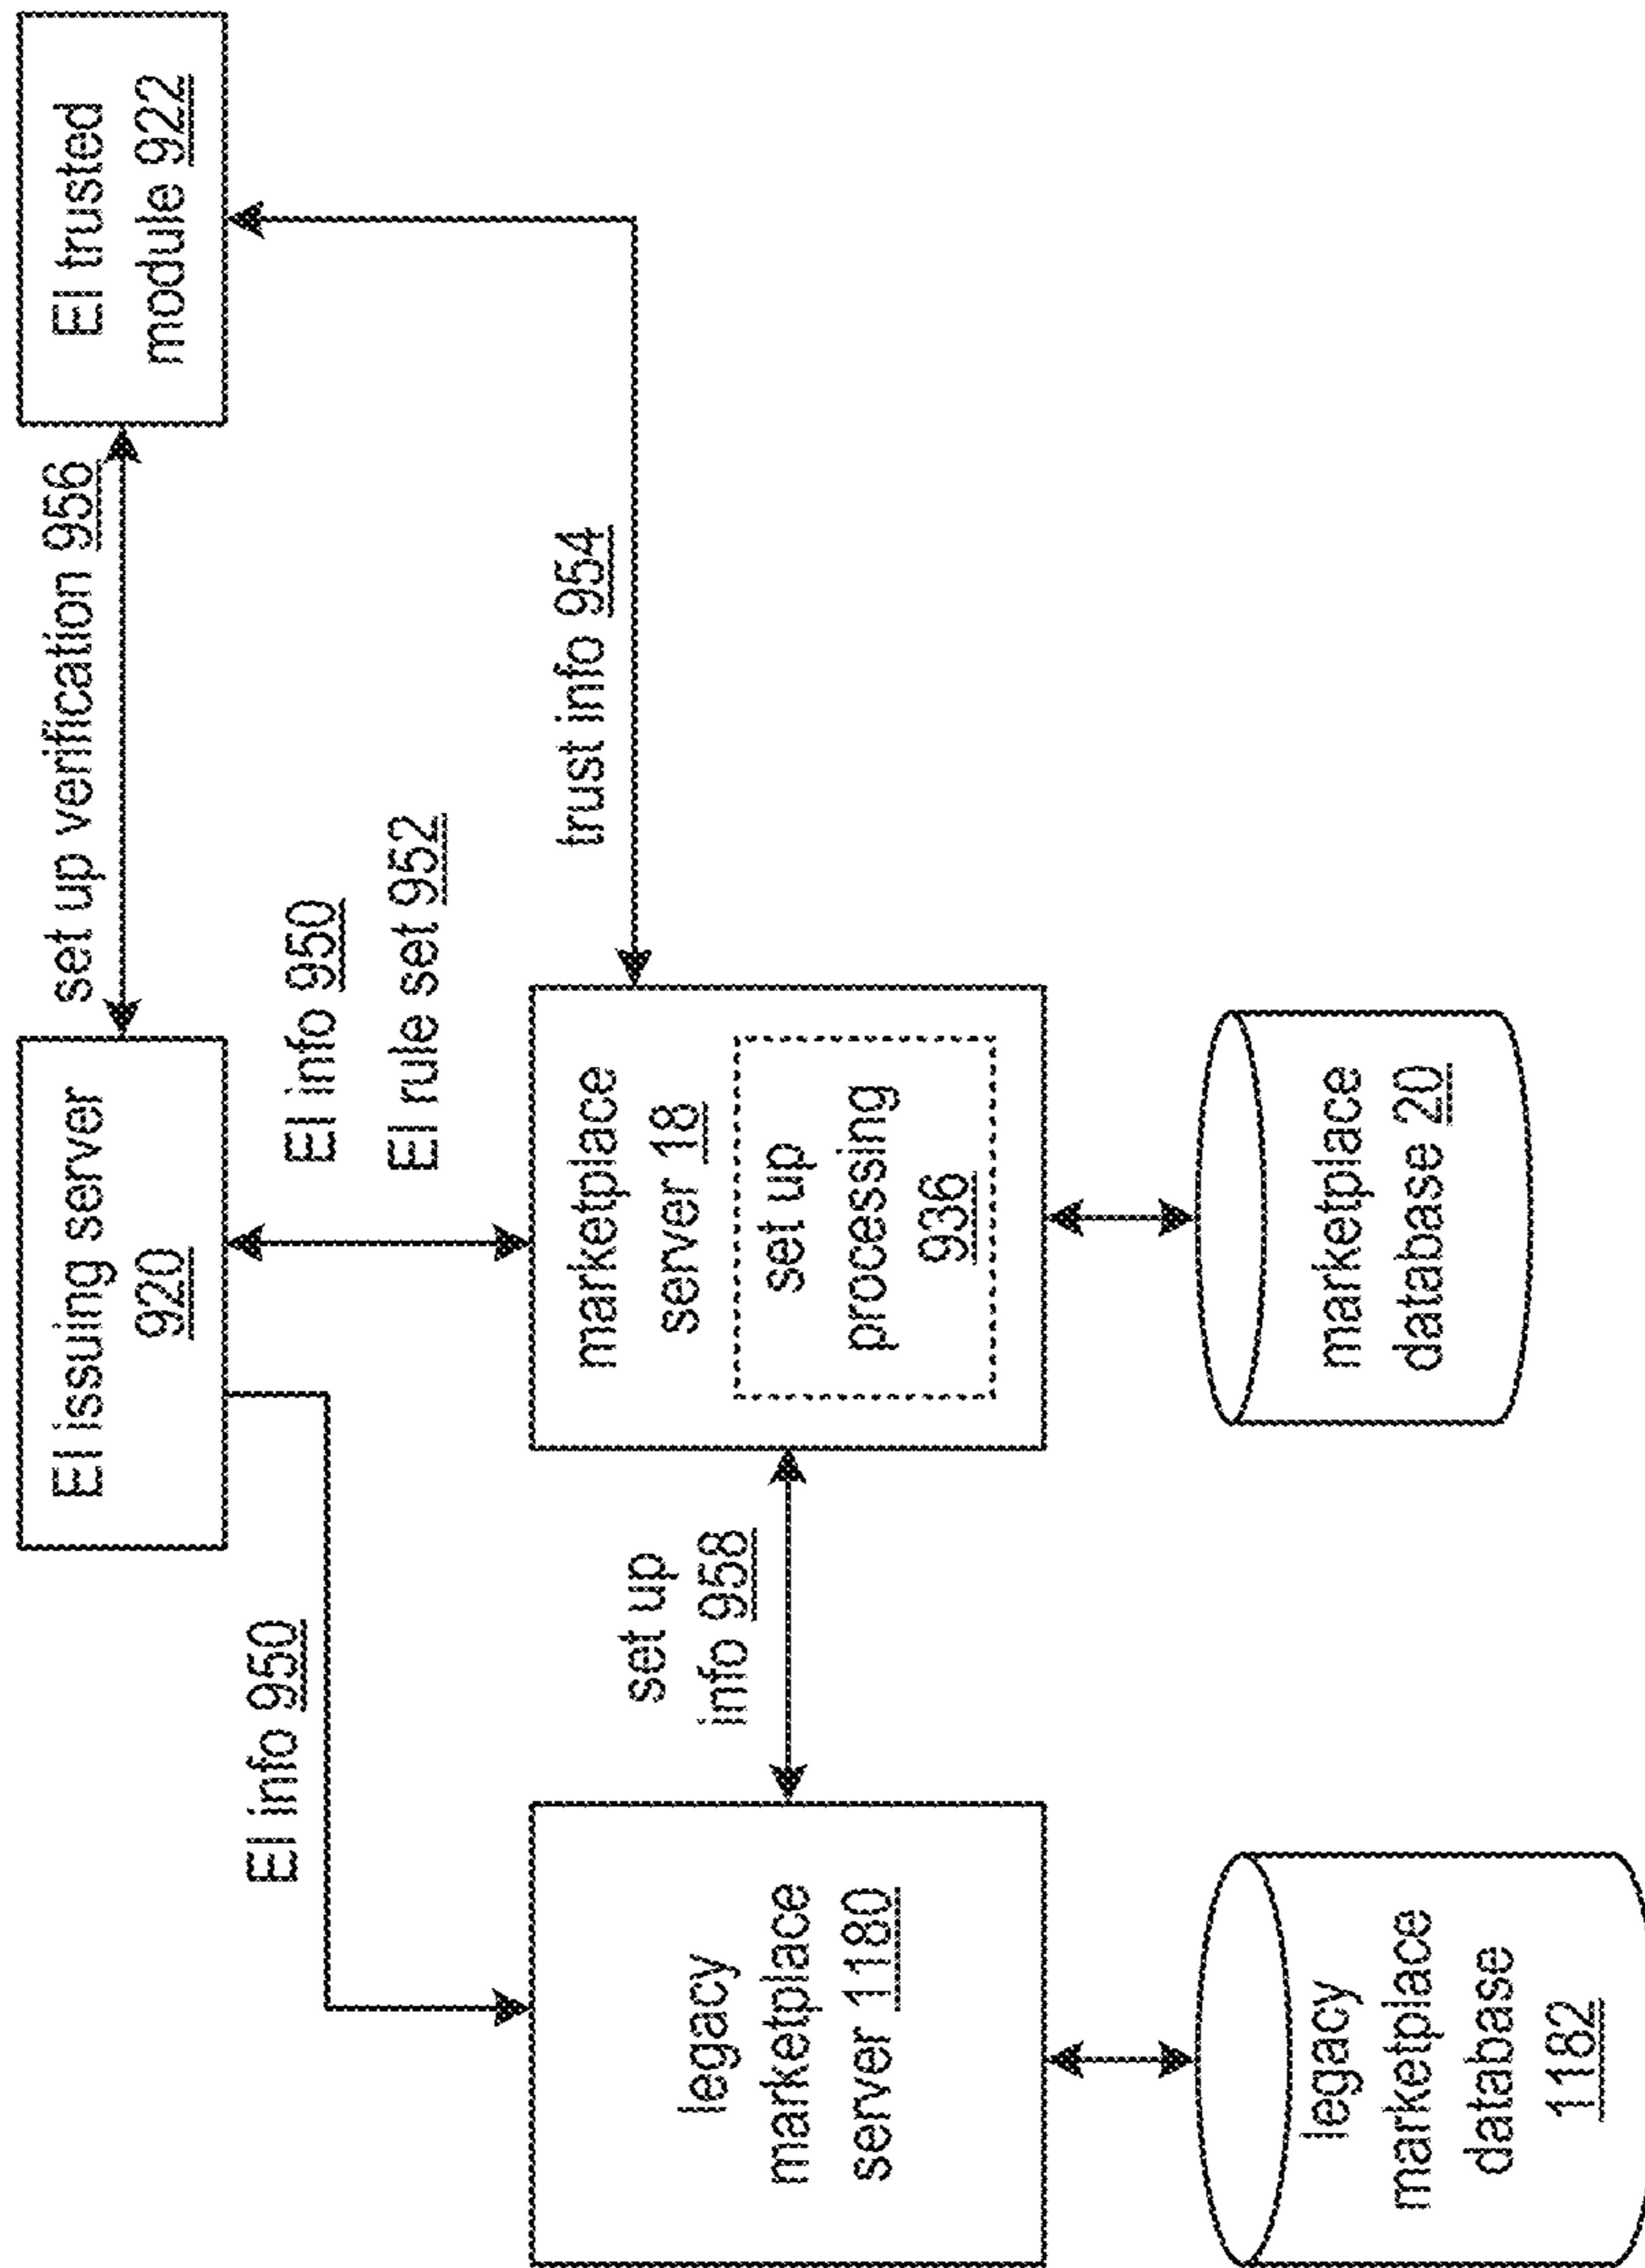 EI issuing server
920
set up verification 956
EI trusted
module 922
EI info 950
EI info 950
EI rule set 952
trust info 954
legacy
marketplace
server 1180
set up
info 958
marketplace
server 18
set up
processing
936
legacy
marketplace
database
1182
marketplace
database 20